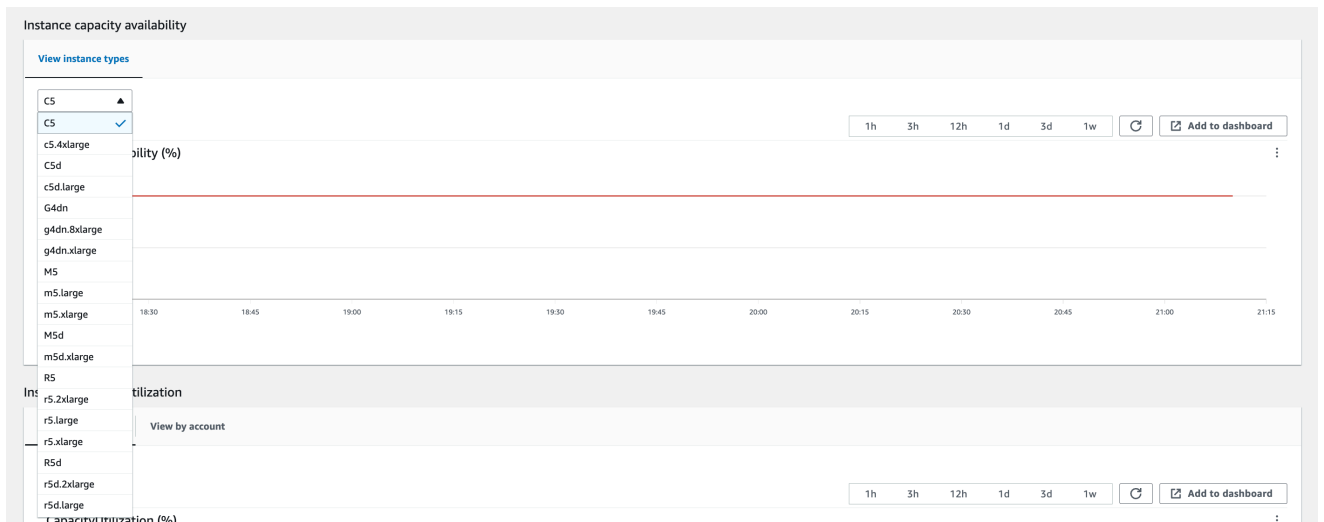 Instance capacity availability
View instance types
C5
C5
c5.4xlarge
C5d
c5d.large
G4dn
g4dn.8xlarge
g4dn.xlarge
M5
m5.large
m5.xlarge
M5d
m5d.xlarge
R5
r5.2xlarge
r5.large
r5.xlarge
R5d
r5d.2xlarge
r5d.large
1h 3h 12h 1d 3d 1w Add to dashboard
bility (%)
18:30 18:45 19:00 19:15 19:30 19:45 20:00 20:15 20:30 20:45 21:00 21:15
Ins tilization
View by account
1h 3h 12h 1d 3d 1w Add to dashboard
CapacityUtilization (%)